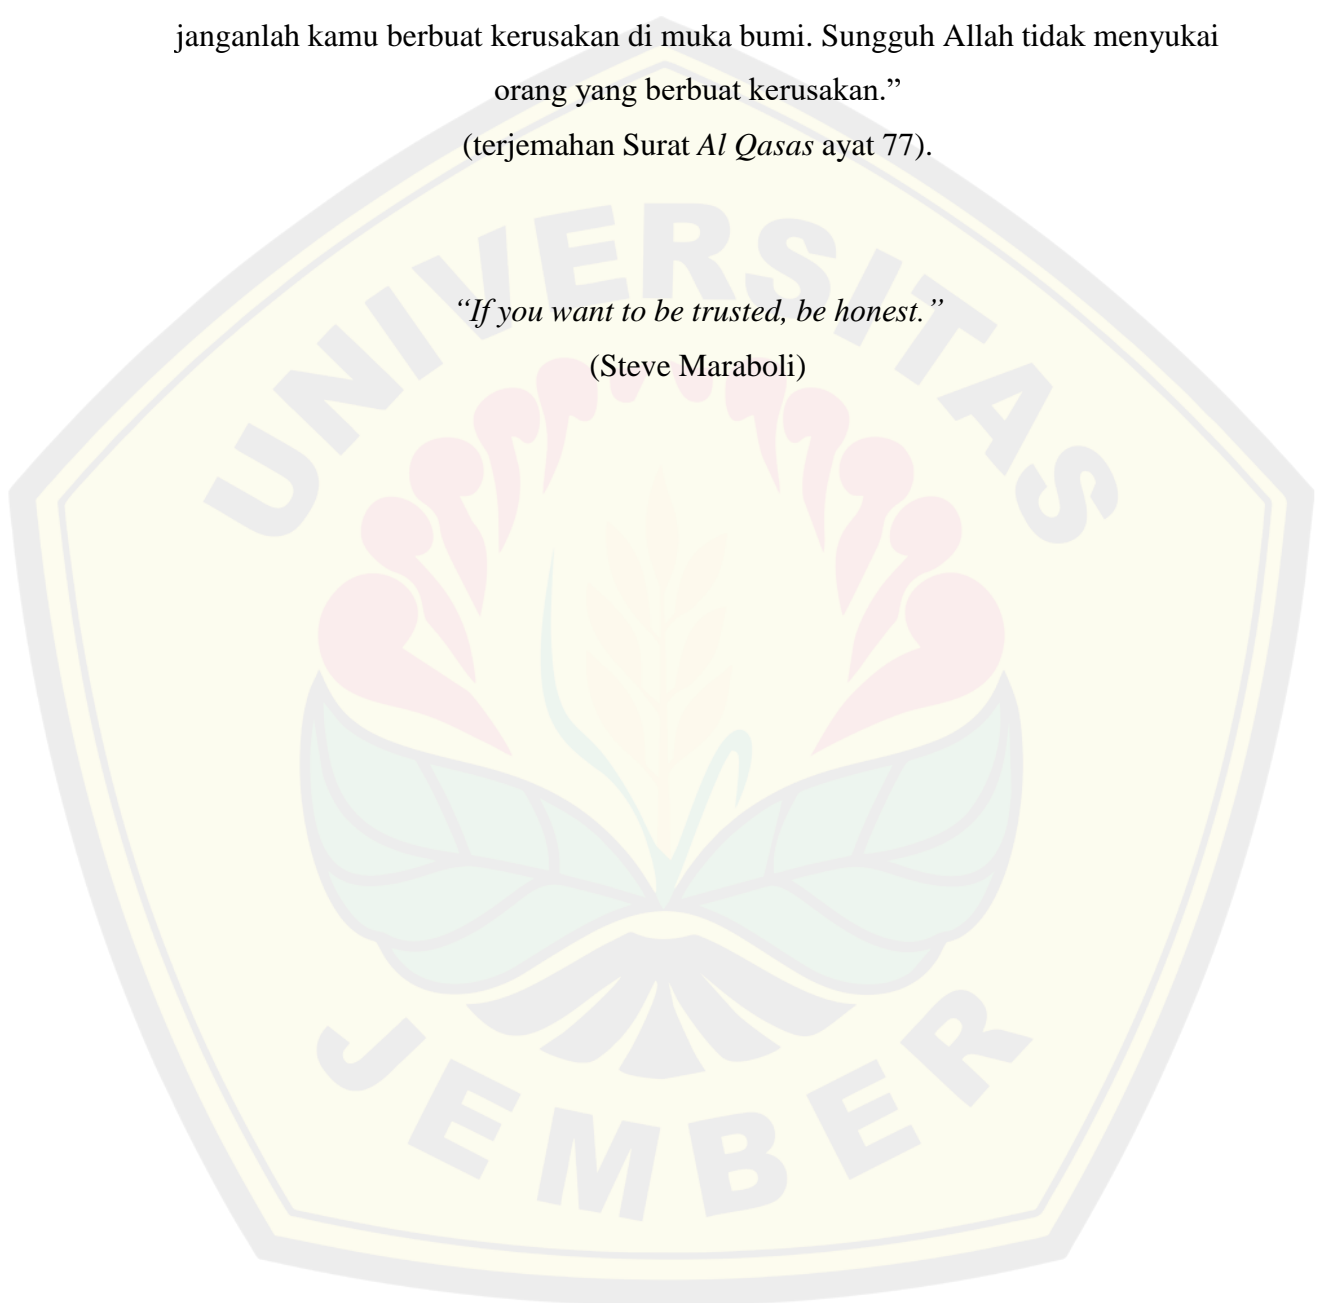 janganlah kamu berbuat kerusakan di muka bumi. Sungguh Allah tidak menyukai
orang yang berbuat kerusakan.”
(terjemahan Surat Al Qasas ayat 77).
“If you want to be trusted, be honest.”
(Steve Maraboli)
UNIVERSITAS
JEMBER